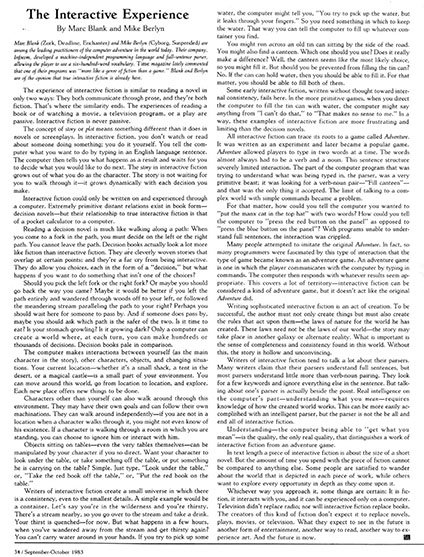 The Interactive Experience
By Marc Blank and Mike Berlyn
Marc Blank (Zork, Deadline, Enchanter) and Mike Berlyn (Cyborg, Suspended) are
among the leading practitioners of the computer adventure in the world today. Their company,
Infocom, developed a machine-independent programming language and full-sentence parser,
allowing the player to use a six-hundred-word vocabulary. Time magazine lately commented
that one of their programs was "more like a genre of fiction than a game." Blank and Berlyn
are of the opinion that true interactive fiction is already here.
The experience of interactive fiction is similar to reading a novel in
only two ways: They both communicate through prose, and they're both
fiction. That's where the similarity ends. The experiences of reading a
book or of watching a movie, a television program, or a play are
passive. Interactive fiction is never passive.
The concept of story or plot means something different than it does in
novels or screenplays. In interactive fiction, you don't watch or read
about someone doing something; you do it yourself. You tell the com-
puter what you want to do by typing in an English language sentence.
The computer then tells you what happens as a result and waits for you
to decide what you would like to do next. The story in interactive fiction
grows out of what you do as the character. The story is not waiting for
you to walk through it—it grows dynamically with each decision you
make.
Interactive fiction could only be written and experienced through
a computer. Extremely primitive distant relations exist in book form—
decision novels—but their relationship to true interactive fiction is that
of a pocket calculator to a computer.
Reading a decision novel is much like walking along a path: When
you come to a fork in the path, you must decide on the left or the right
path. You cannot leave the path. Decision books actually look a lot more
like fiction than interactive fiction. They are cleverly woven stories that
overlap at certain points; and they're a far cry from being interactive.
They do allow you choices, each in the form of a "decision," but what
happens if you want to do something that isn't one of the choices?
Should you pick the left fork or the right fork? Or maybe you should
go back the way you came? Maybe it would be better if you left the
path entirely and wandered through woods off to your left, or followed
the meandering stream paralleling the path to your right? Perhaps you
should wait here for someone to pass by. And if someone does pass by,
maybe you should ask which path is the safer of the two. Is it time to
eat? Is your stomach growling? Is it growing dark? Only a computer can
create a world where, at each turn, you can make hundreds or
thousands of decisions. Decision books pale in comparison.
The computer makes interactions between yourself (as the main
character in the story), other characters, objects, and changing situa-
tions. Your current location—whether it's a small shack, a tent in the
desert, or a magical castle—is a small part of your environment. You
can move around this world, go from location to location, and explore.
Each new place offers new things to be done.
Characters other than yourself can also walk around through this
environment. They may have their own goals and can follow their own
machinations. They can walk around independently—if you are not in a
location when a character walks through it, you might not even know of
his existence. If a character is walking through a room in which you are
standing, you can choose to ignore him or interact with him.
Objects sitting on tables—even the very tables themselves—can be
manipulated by your character if you so direct. Want your character to
look under the table, or take something off the table, or put something
he is carrying on the table? Simple. Just type, "Look under the table,"
or, "Take the red book off the table," or, "Put the red book on the
table."
Writers of interactive fiction create a small universe in which there
is a consistency, even to the smallest details. A simple example would be
a container. Let's say you're in the wilderness and you're thirsty.
There's a stream nearby, so you go over to the stream and take a drink.
Your thirst is quenched—for now. But what happens in a few hours,
when you've wandered away from the stream and get thirsty again?
You can't carry water around in your hands. If you try to pick up some
water, the computer might tell you, "You try to pick up the water, but
it leaks through your fingers." So you need something in which to keep
the water. That way you can tell the computer to fill up whatever con-
tainer you find.
You might run across an old tin can sitting by the side of the road.
You might also find a canteen. Which one should you use? Does it really
make a difference? Well, the canteen seems like the most likely choice,
so you might fill it. But should you be prevented from filling the tin can?
No. If the can can hold water, then you should be able to fill it. For that
matter, you should be able to fill both of them.
Some early interactive fiction, written without thought toward inter-
nal consistency, fails here. In the more primitive games, when you direct
the computer to fill the tin can with water, the computer might say
anything from "I can't do that," to "That makes no sense to me." In a
way, these examples of interactive fiction are more frustrating and
limiting than the decision novels.
All interactive fiction can trace its roots to a game called Adventure.
It was written as an experiment and later became a popular game.
Adventure allowed players to type in two words at a time. The words
almost always had to be a verb and a noun. This sentence structure
severely limited interaction. The part of the computer program that was
trying to understand what was being typed in, the parser, was a very
primitive beast; it was looking for a verb-noun pair—"Fill canteen"—
and that was the only thing it accepted. The limit of talking to a com-
plex world with simple commands became a problem.
For that matter, how could you tell the computer you wanted to
"put the manx cat in the top hat" with two words? How could you tell
the computer to "press the red button on the panel" as opposed to
"press the blue button on the panel"? With programs unable to under-
stand full sentences, the interaction was crippled.
Many people attempted to imitate the original Adventure. In fact, so
many programmers were fascinated by this type of interaction that the
type of game became known as an adventure game. An adventure game
is one in which the player communicates with the computer by typing in
commands. The computer then responds with whatever results seem ap-
propriate. This covers a lot of territory—interactive fiction can be
considered a kind of adventure game, but it doesn't act like the original
Adventure did.
Writing sophisticated interactive fiction is an act of creation. To be
successful, the author must not only create things but must also create
the rules that act upon them—the laws of nature for the world he has
created. These laws need not be the laws of our world—the story may
take place in another galaxy or alternate reality. What is important is
the sense of completeness and consistency found in this world. Without
this, the story is hollow and unconvincing.
Writers of interactive fiction tend to talk a lot about their parsers.
Many writers claim that their parsers understand full sentences, but
most parsers understand little more than verb-noun pairing. They look
for a few keywords and ignore everything else in the sentence. But talk-
ing about one's parser is actually beside the point. Real intelligence on
the computer's part—understanding what you mean—requires
knowledge of how the created world works. This can be more easily ac-
complished with an intelligent parser, but the parser is not the be all and
end all of interactive fiction.
Understanding—the computer being able to "get what you
mean"—is the quality, the only real quality, that distinguishes a work of
interactive fiction from an adventure game.
In text length a piece of interactive fiction is about the size of a short
novel. But the amount of time you spend with the piece of fiction cannot
be compared to anything else. Some people are satisfied to wander
about the world that is depicted in each piece of work, while others
want to explore every opportunity in depth as they come upon it.
Whichever way you approach it, some things are certain: It is fic-
tion, it interacts with you, and it can be experienced only on a computer.
Television didn't replace radio; nor will interactive fiction replace books.
The creators of this kind of fiction don't expect it to replace novels,
plays, movies, or television. What they expect to see in the future is
another form of entertainment, another way to read, another way to ex-
perience art. And the future is now.
34 / September-October 1983